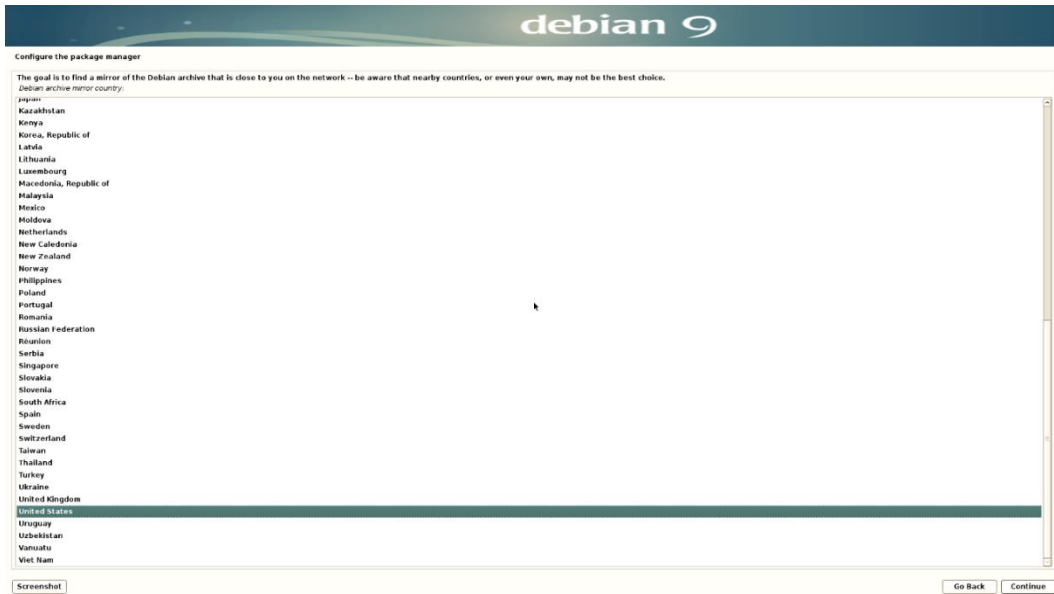 debian 9
Configure the package manager
The goal is to find a mirror of the Debian archive that is close to you on the network -- be aware that nearby countries, or even your own, may not be the best choice.
Debian archive mirror country:
Japan
Kazakhstan
Kenya
Korea, Republic of
Latvia
Lithuania
Luxembourg
Macedonia, Republic of
Malaysia
Mexico
Moldova
Netherlands
New Caledonia
New Zealand
Norway
Philippines
Poland
Portugal
Romania
Russian Federation
Réunion
Serbia
Singapore
Slovakia
Slovenia
South Africa
Spain
Sweden
Switzerland
Taiwan
Thailand
Turkey
Ukraine
United Kingdom
United States
Uruguay
Uzbekistan
Vanuatu
Viet Nam
Screenshot Go Back Continue